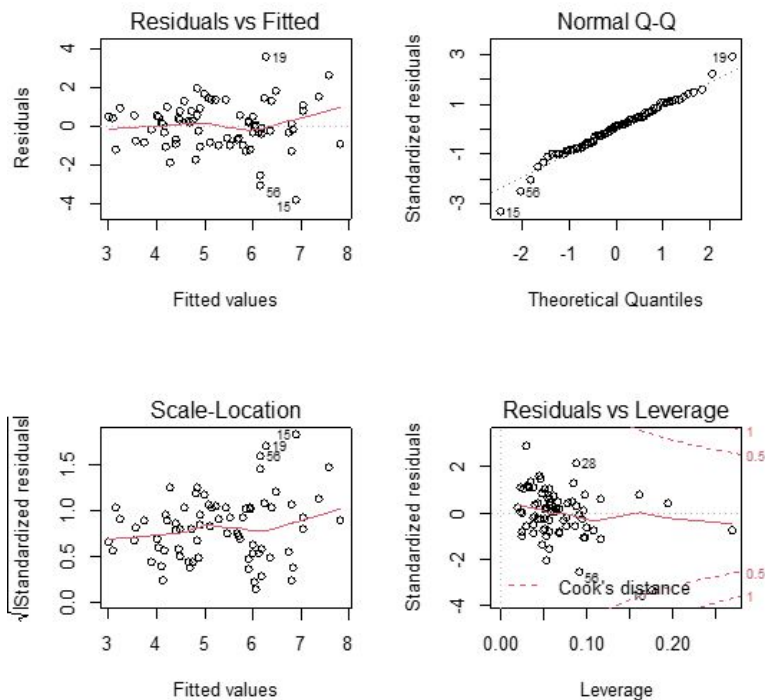 Residuals vs Fitted
Residuals
4
2
0
-2
-4
19
56
15
3 4 5 6 7 8
Fitted values
Normal Q-Q
Standardized residuals
3
1
-1
-3
19
56
15
-2 -1 0 1 2
Theoretical Quantiles
Scale-Location
√|Standardized residuals|
1.5
1.0
0.5
0.0
15
19
56
3 4 5 6 7 8
Fitted values
Residuals vs Leverage
Standardized residuals
2
0
-2
-4
28
56
Cook's distance
1
0.5
0.5
1
0.00 0.10 0.20
Leverage